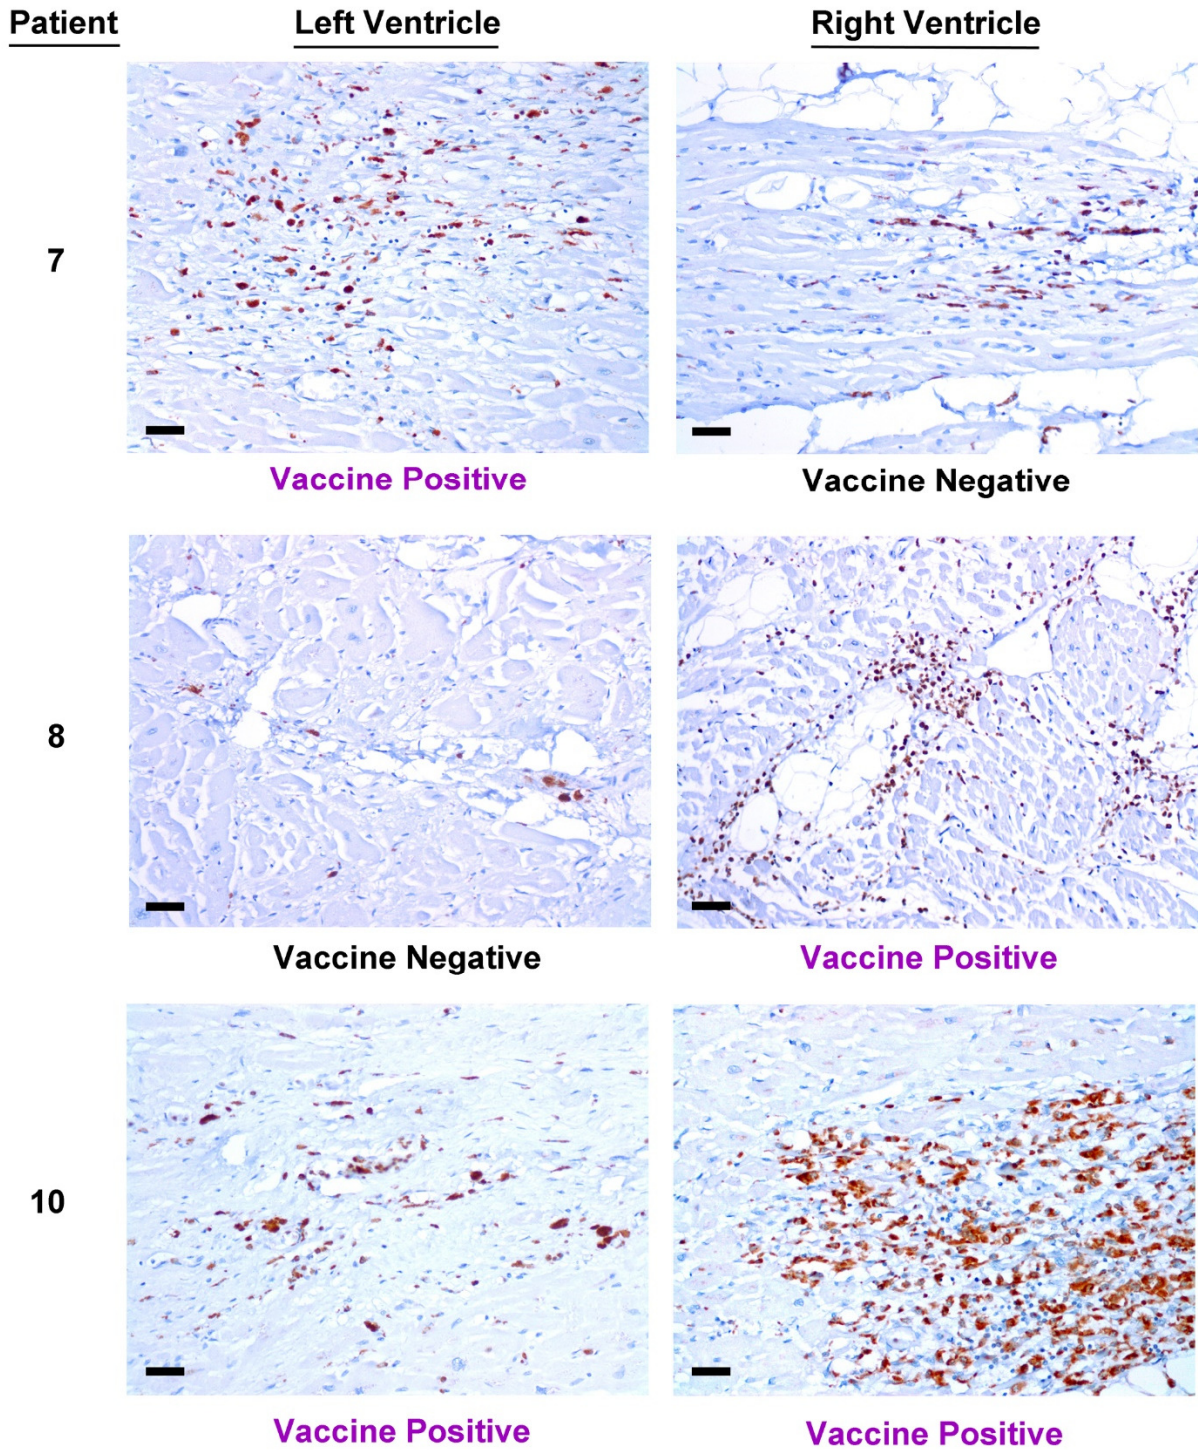 Patient Left Ventricle Right Ventricle
7
Vaccine Positive Vaccine Negative
8
Vaccine Negative Vaccine Positive
10
Vaccine Positive Vaccine Positive